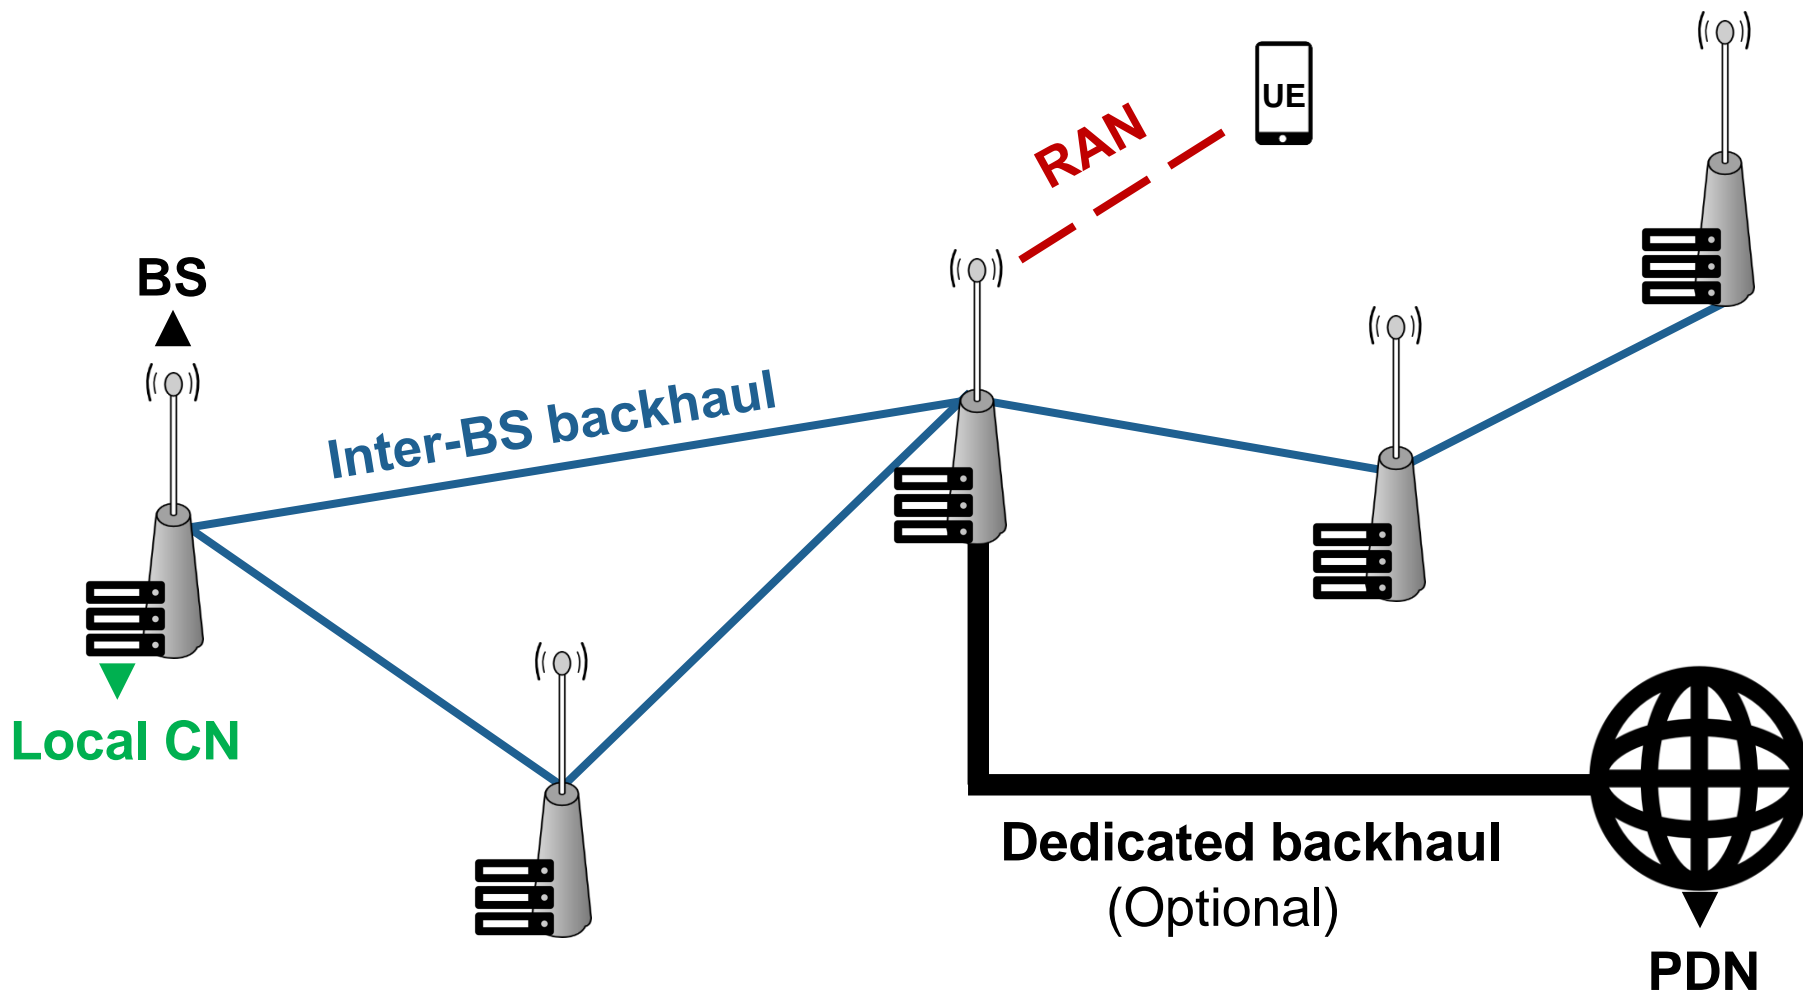 UE
RAN
BS
Inter-BS backhaul
Local CN
Dedicated backhaul
(Optional)
PDN